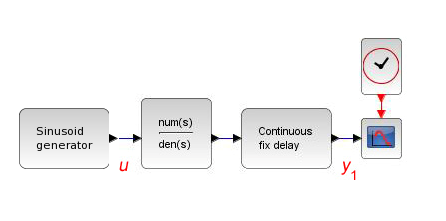 Sinusoid
generator
num(s)
den(s)
Continuous
fix delay
u
y1